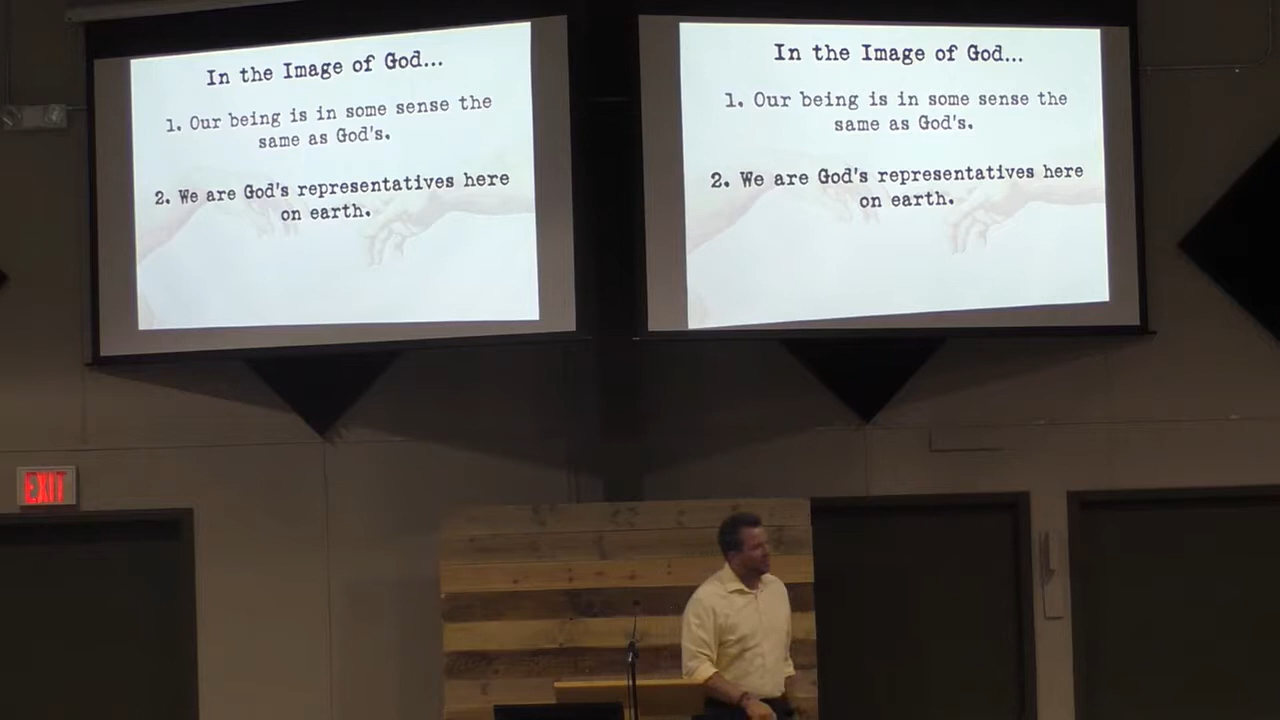 In the Image of God...
1. Our being is in some sense the
same as God's.
2. We are God's representatives here
on earth.
In the Image of God...
1. Our being is in some sense the
same as God's.
2. We are God's representatives here
on earth.
EXIT